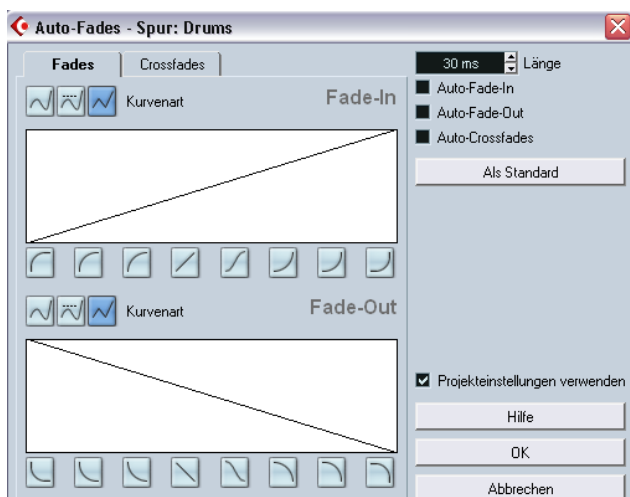 Auto-Fades - Spur: Drums
Fades
Crossfades
Kurvenart
Fade-In
Kurvenart
Fade-Out
30 ms
Länge
Auto-Fade-In
Auto-Fade-Out
Auto-Crossfades
Als Standard
Projekteinstellungen verwenden
Hilfe
OK
Abbrechen